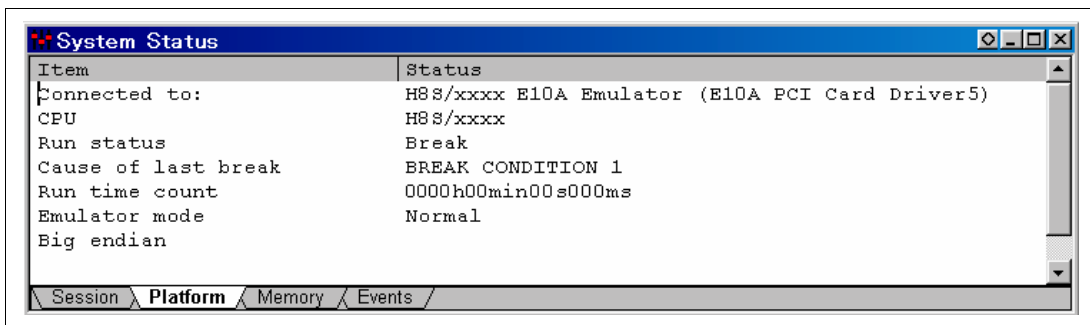 System Status
Item Status
Connected to: H8S/xxxx E10A Emulator (E10A PCI Card Driver5)
CPU H8S/xxxx
Run status Break
Cause of last break BREAK CONDITION 1
Run time count 0000h00min00s000ms
Emulator mode Normal
Big endian
Session Platform Memory Events